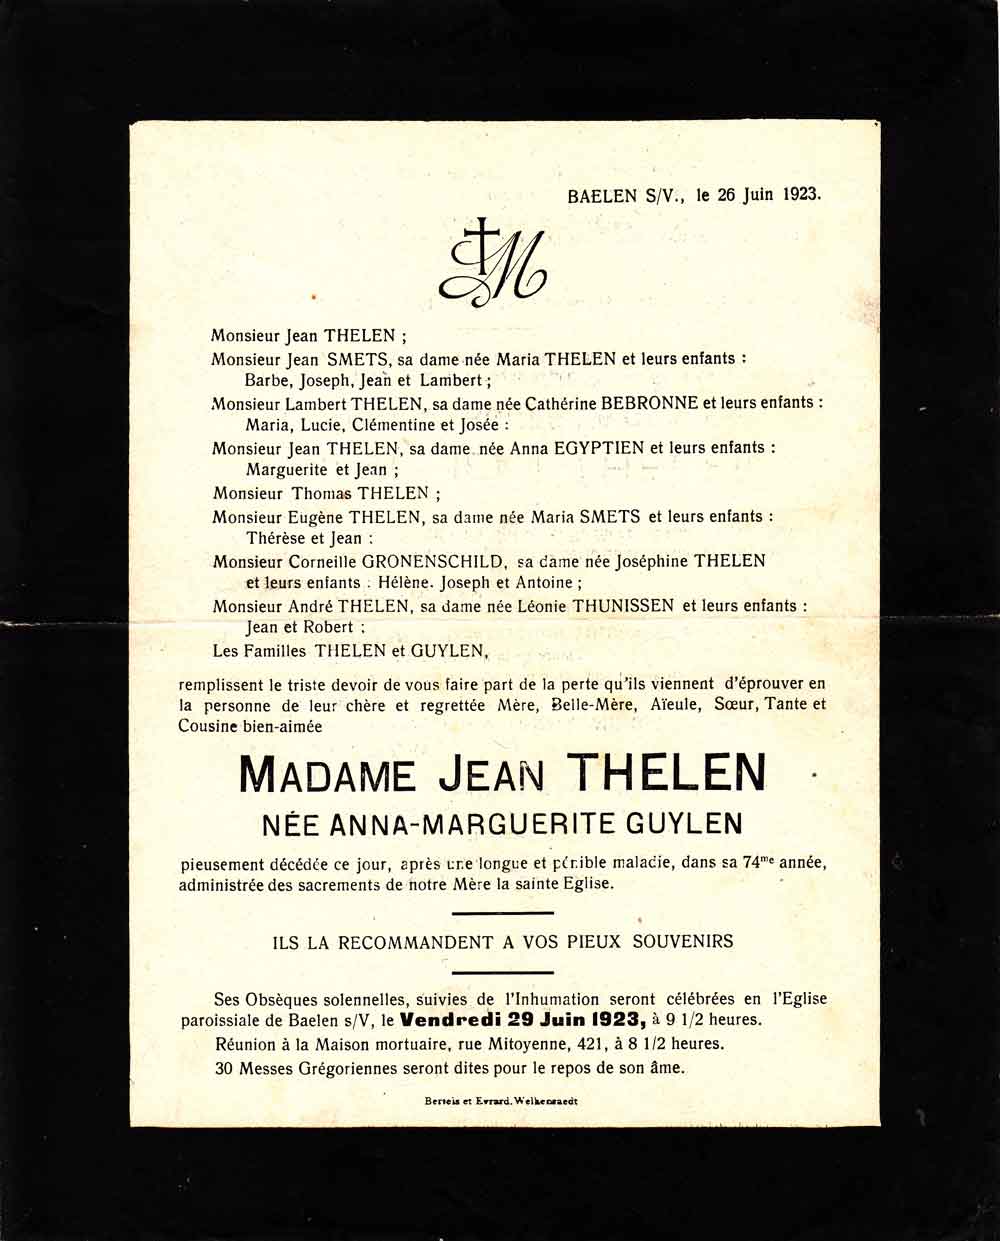 BAELEN S/V., le 26 Juin 1923.
M
Monsieur Jean THELEN ;
Monsieur Jean SMETS, sa dame née Maria THELEN et leurs enfants :
Barbe, Joseph, Jean et Lambert ;
Monsieur Lambert THELEN, sa dame née Cathérine BEBRONNE et leurs enfants :
Maria, Lucie, Clémentine et Josée :
Monsieur Jean THELEN, sa dame née Anna EGYPTIEN et leurs enfants :
Marguerite et Jean ;
Monsieur Thomas THELEN ;
Monsieur Eugène THELEN, sa dame née Maria SMETS et leurs enfants :
Thérèse et Jean :
Monsieur Corneille GRONENSCHILD, sa dame née Joséphine THELEN
et leurs enfants : Hélène. Joseph et Antoine ;
Monsieur André THELEN, sa dame née Léonie THUNISSEN et leurs enfants :
Jean et Robert ;
Les Familles THELEN et GUYLEN,
remplissent le triste devoir de vous faire part de la perte qu'ils viennent d'éprouver en
la personne de leur chère et regrettée Mère, Belle-Mère, Aïeule, Sœur, Tante et
Cousine bien-aimée
MADAME JEAN THELEN
NÉE ANNA-MARGUERITE GUYLEN
pieusement décédée ce jour, après une longue et pénible maladie, dans sa 74me année,
administrée des sacrements de notre Mère la sainte Eglise.
ILS LA RECOMMANDENT A VOS PIEUX SOUVENIRS
Ses Obsèques solennelles, suivies de l'Inhumation seront célébrées en l'Eglise
paroissiale de Baelen s/V, le Vendredi 29 Juin 1923, à 9 1/2 heures.
Réunion à la Maison mortuaire, rue Mitoyenne, 421, à 8 1/2 heures.
30 Messes Grégoriennes seront dites pour le repos de son âme.
et Evrard. Welkenraedt